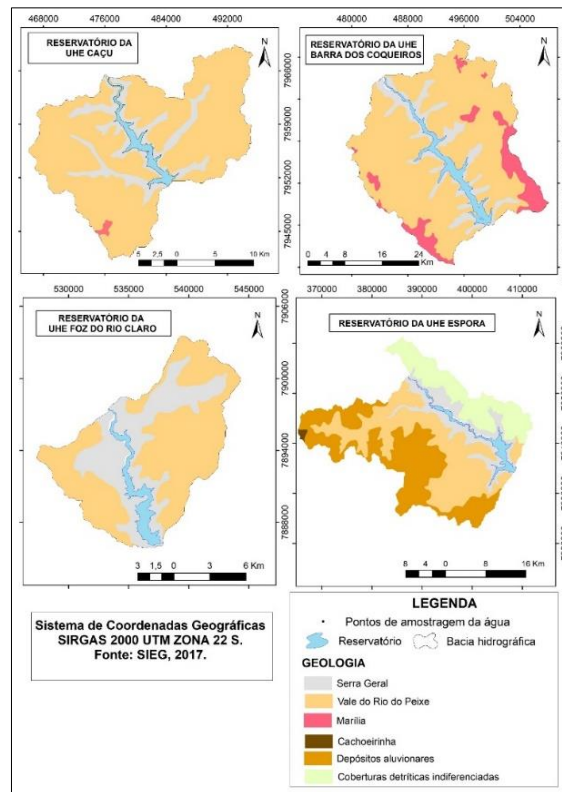 468000 476000 484000 492000
RESERVATÓRIO DA
UHE CAÇU
N
7966000
7959000
7952000
7945000
5 2,5 0 5 10 Km
480000 488000 496000 504000
RESERVATÓRIO DA UHE
BARRA DOS COQUEIROS
N
0 4 8 16 24
Km
530000 535000 540000 545000
RESERVATÓRIO DA
UHE FOZ DO RIO CLARO
N
7906000
7900000
7894000
7888000
3 1,5 0 3 6 Km
370000 380000 390000 400000 410000
RESERVATÓRIO DA UHE ESPORA
N
8 4 0 8 16
Km
Sistema de Coordenadas Geográficas
SIRGAS 2000 UTM ZONA 22 S.
Fonte: SIEG, 2017.
LEGENDA
Pontos de amostragem da água
Reservatório Bacia hidrográfica
GEOLOGIA
Serra Geral
Vale do Rio do Peixe
Marília
Cachoeirinha
Depósitos aluvionares
Coberturas detríticas indiferenciadas